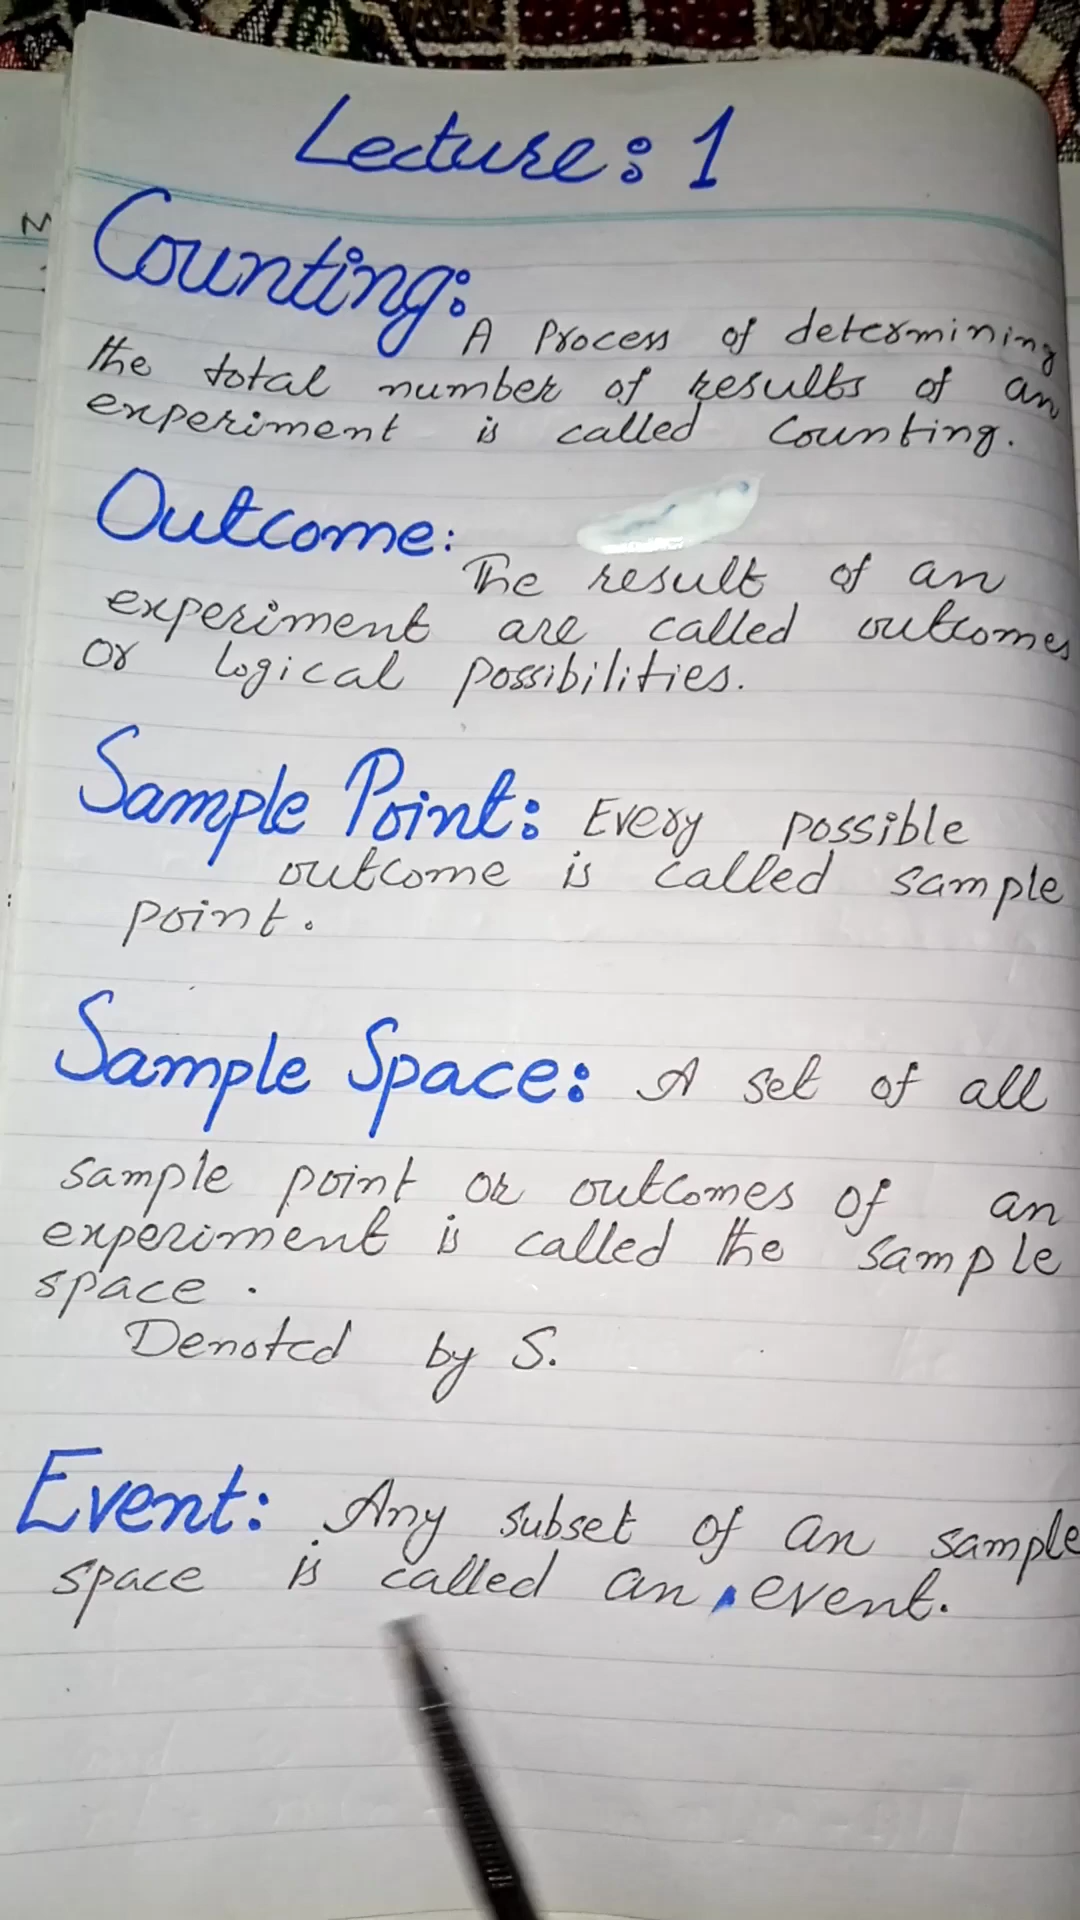 Lecture: 1
Counting:
A Process of determining
the total number of results of an
experiment is called Counting.
Outcome:
The result of an
experiment are called outcomes
or logical possibilities.
Sample Point: Every possible
outcome is called sample
point.
Sample Space: A set of all
sample point or outcomes of an
experiment is called the sample
space.
Denoted by S.
Event: Any subset of an sample
space is called an event.